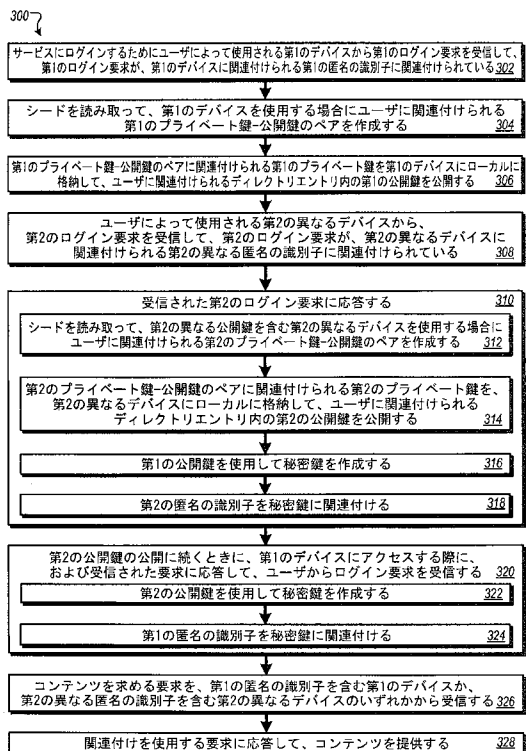 300
サービスにログインするためにユーザによって使用される第1のデバイスから第1のログイン要求を受信して、
第1のログイン要求が、第1のデバイスに関連付けられる第1の匿名の識別子に関連付けられている 302
シードを読み取って、第1のデバイスを使用する場合にユーザに関連付けられる
第1のプライベート鍵-公開鍵のペアを作成する 304
第1のプライベート鍵-公開鍵のペアに関連付けられる第1のプライベート鍵を第1のデバイスにローカルに
格納して、ユーザに関連付けられるディレクトリエントリ内の第1の公開鍵を公開する 306
ユーザによって使用される第2の異なるデバイスから、
第2のログイン要求を受信して、第2のログイン要求が、第2の異なるデバイスに
関連付けられる第2の異なる匿名の識別子に関連付けられている 308
受信された第2のログイン要求に応答する 310
シードを読み取って、第2の異なる公開鍵を含む第2の異なるデバイスを使用する場合に
ユーザに関連付けられる第2のプライベート鍵-公開鍵のペアを作成する 312
第2のプライベート鍵-公開鍵のペアに関連付けられる第2のプライベート鍵を、
第2の異なるデバイスにローカルに格納して、ユーザに関連付けられる
ディレクトリエントリ内の第2の公開鍵を公開する 314
第1の公開鍵を使用して秘密鍵を作成する 316
第2の匿名の識別子を秘密鍵に関連付ける 318
第2の公開鍵の公開に続くときに、第1のデバイスにアクセスする際に、
および受信された要求に応答して、ユーザからログイン要求を受信する 320
第2の公開鍵を使用して秘密鍵を作成する 322
第1の匿名の識別子を秘密鍵に関連付ける 324
コンテンツを求める要求を、第1の匿名の識別子を含む第1のデバイスか、
第2の異なる匿名の識別子を含む第2の異なるデバイスのいずれかから受信する 326
関連付けを使用する要求に応答して、コンテンツを提供する 328